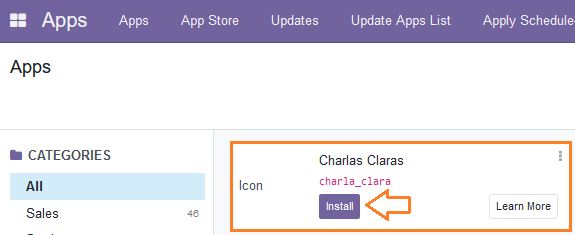 Apps Apps App Store Updates Update Apps List Apply Schedule
Apps
CATEGORIES
All
Sales 46
Icon
Charlas Claras
charla_clara
Install
Learn More